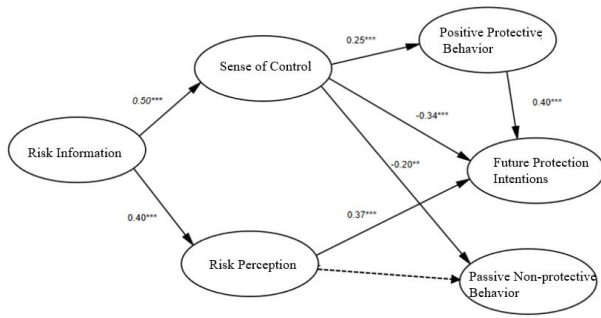 Positive Protective
Behavior
0.25***
Sense of Control
0.50***
-0.34***
0.40***
Risk Information
-0.20**
Future Protection
Intentions
0.40***
0.37***
Risk Perception
Passive Non-protective
Behavior